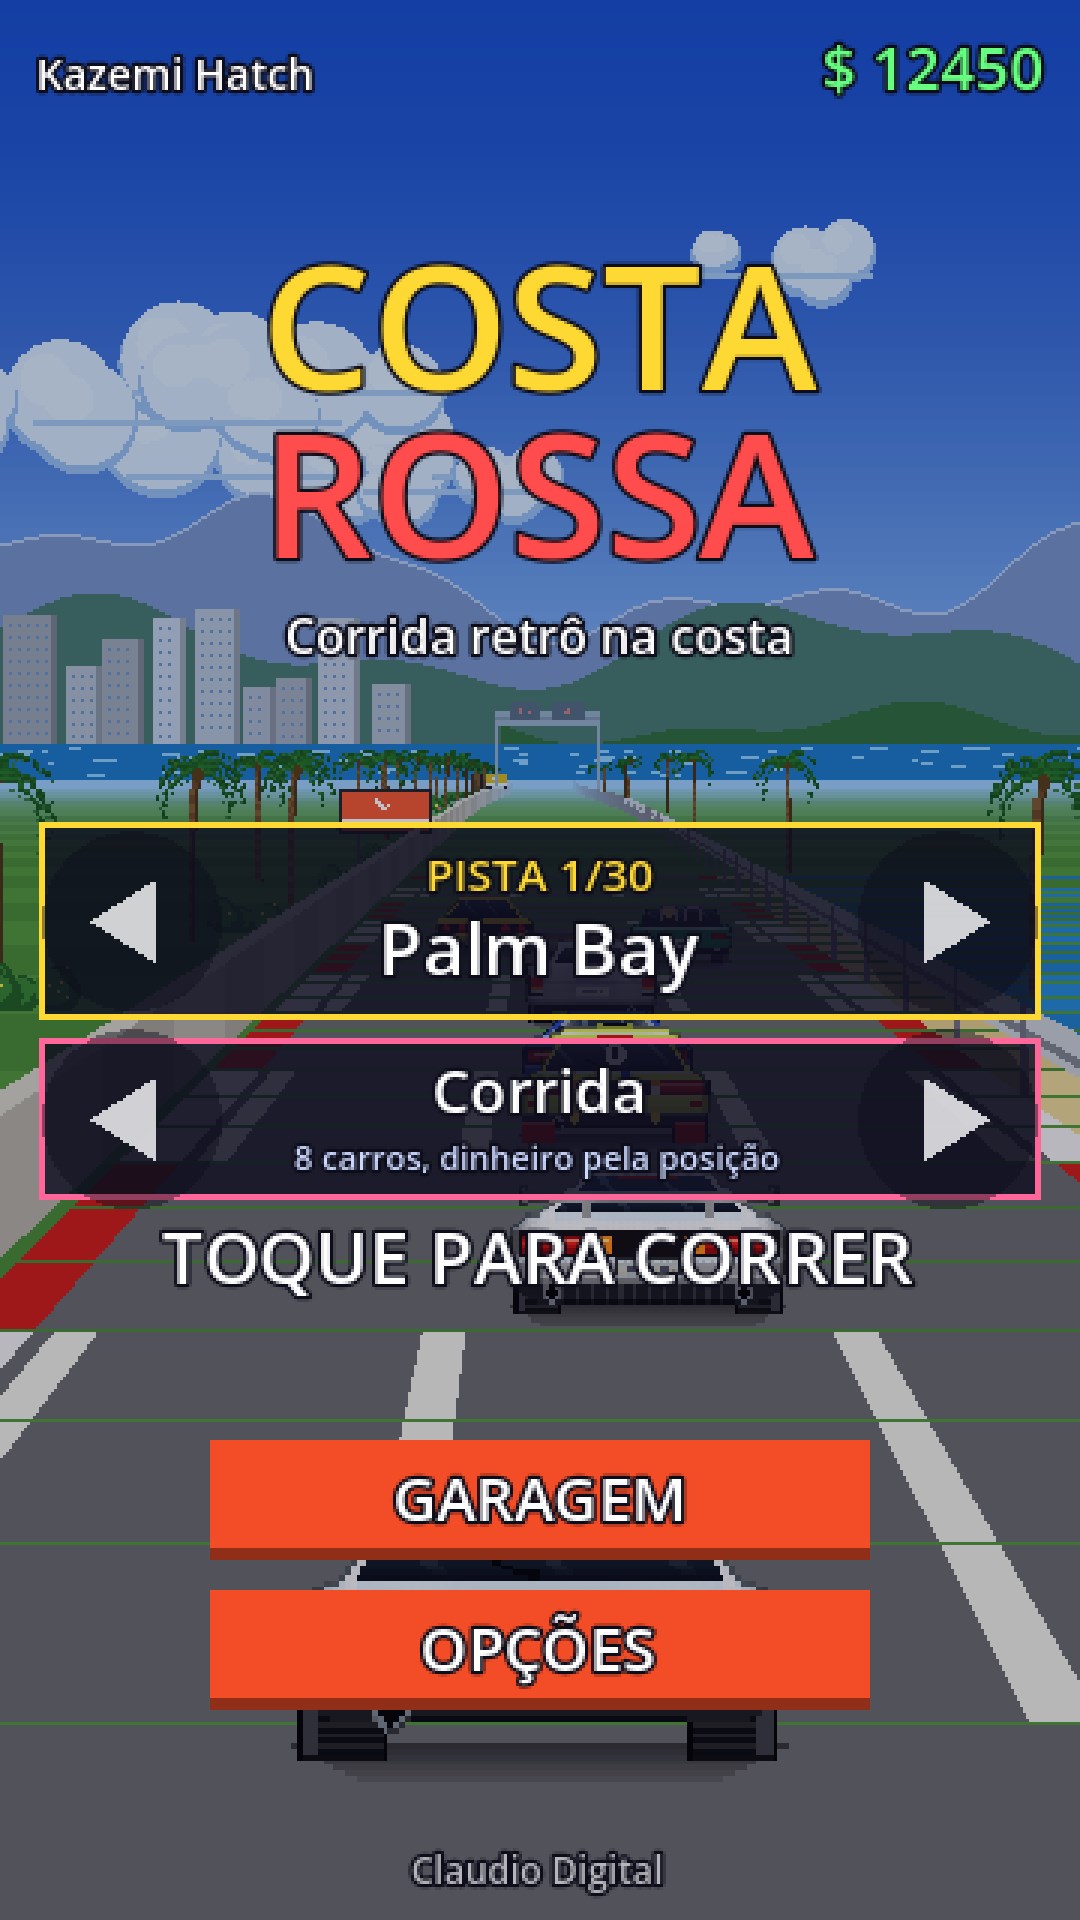 Kazemi Hatch
$ 12450
COSTA
ROSSA
Corrida retrô na costa
PISTA 1/30
Palm Bay
Corrida
8 carros, dinheiro pela posição
TOQUE PARA CORRER
GARAGEM
OPÇÕES
Claudio Digital